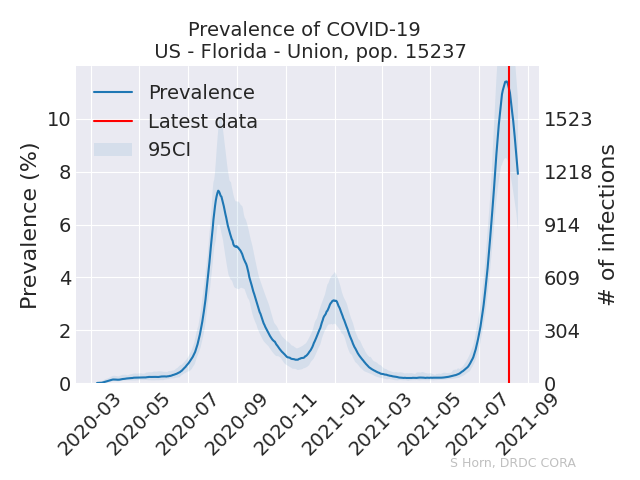 Prevalence of COVID-19
US - Florida - Union, pop. 15237
Prevalence
Latest data
95CI
Prevalence (%)
10
8
6
4
2
0
1523
1218
914
609
304
0
# of infections
2020-03
2020-05
2020-07
2020-09
2020-11
2021-01
2021-03
2021-05
2021-07
2021-09
S Horn, DRDC CORA